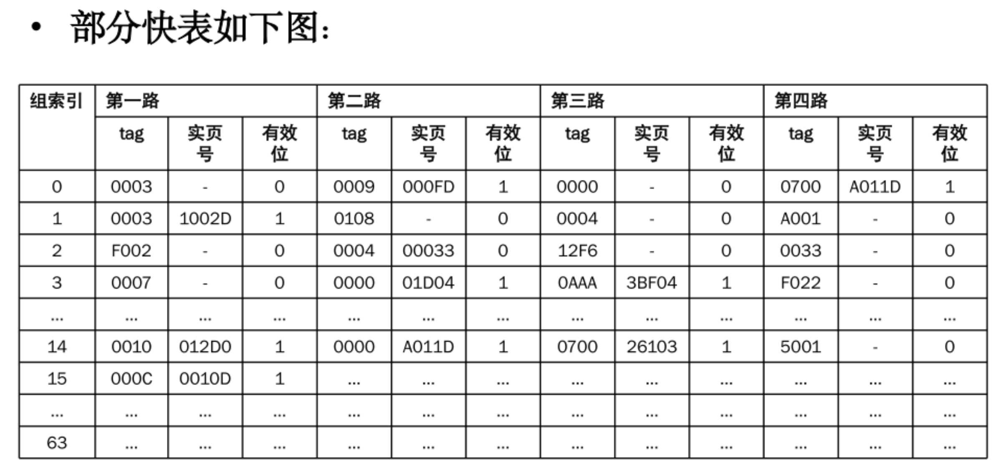 • 部分快表如下图：
组索引 第一路 第二路 第三路 第四路
tag 实页号 有效位 tag 实页号 有效位 tag 实页号 有效位 tag 实页号 有效位
0 0003 - 0 0009 000FD 1 0000 - 0 0700 A011D 1
1 0003 1002D 1 0108 - 0 0004 - 0 A001 - 0
2 F002 - 0 0004 00033 0 12F6 - 0 0033 - 0
3 0007 - 0 0000 01D04 1 0AAA 3BF04 1 F022 - 0
... ... ... ... ... ... ... ... ... ... ... ... ...
14 0010 012D0 1 0000 A011D 1 0700 26103 1 5001 - 0
15 000C 0010D 1 ... ... ... ... ... ... ... ... ...
... ... ... ... ... ... ... ... ... ... ... ... ...
63 ... ... ... ... ... ... ... ... ... ... ... ...